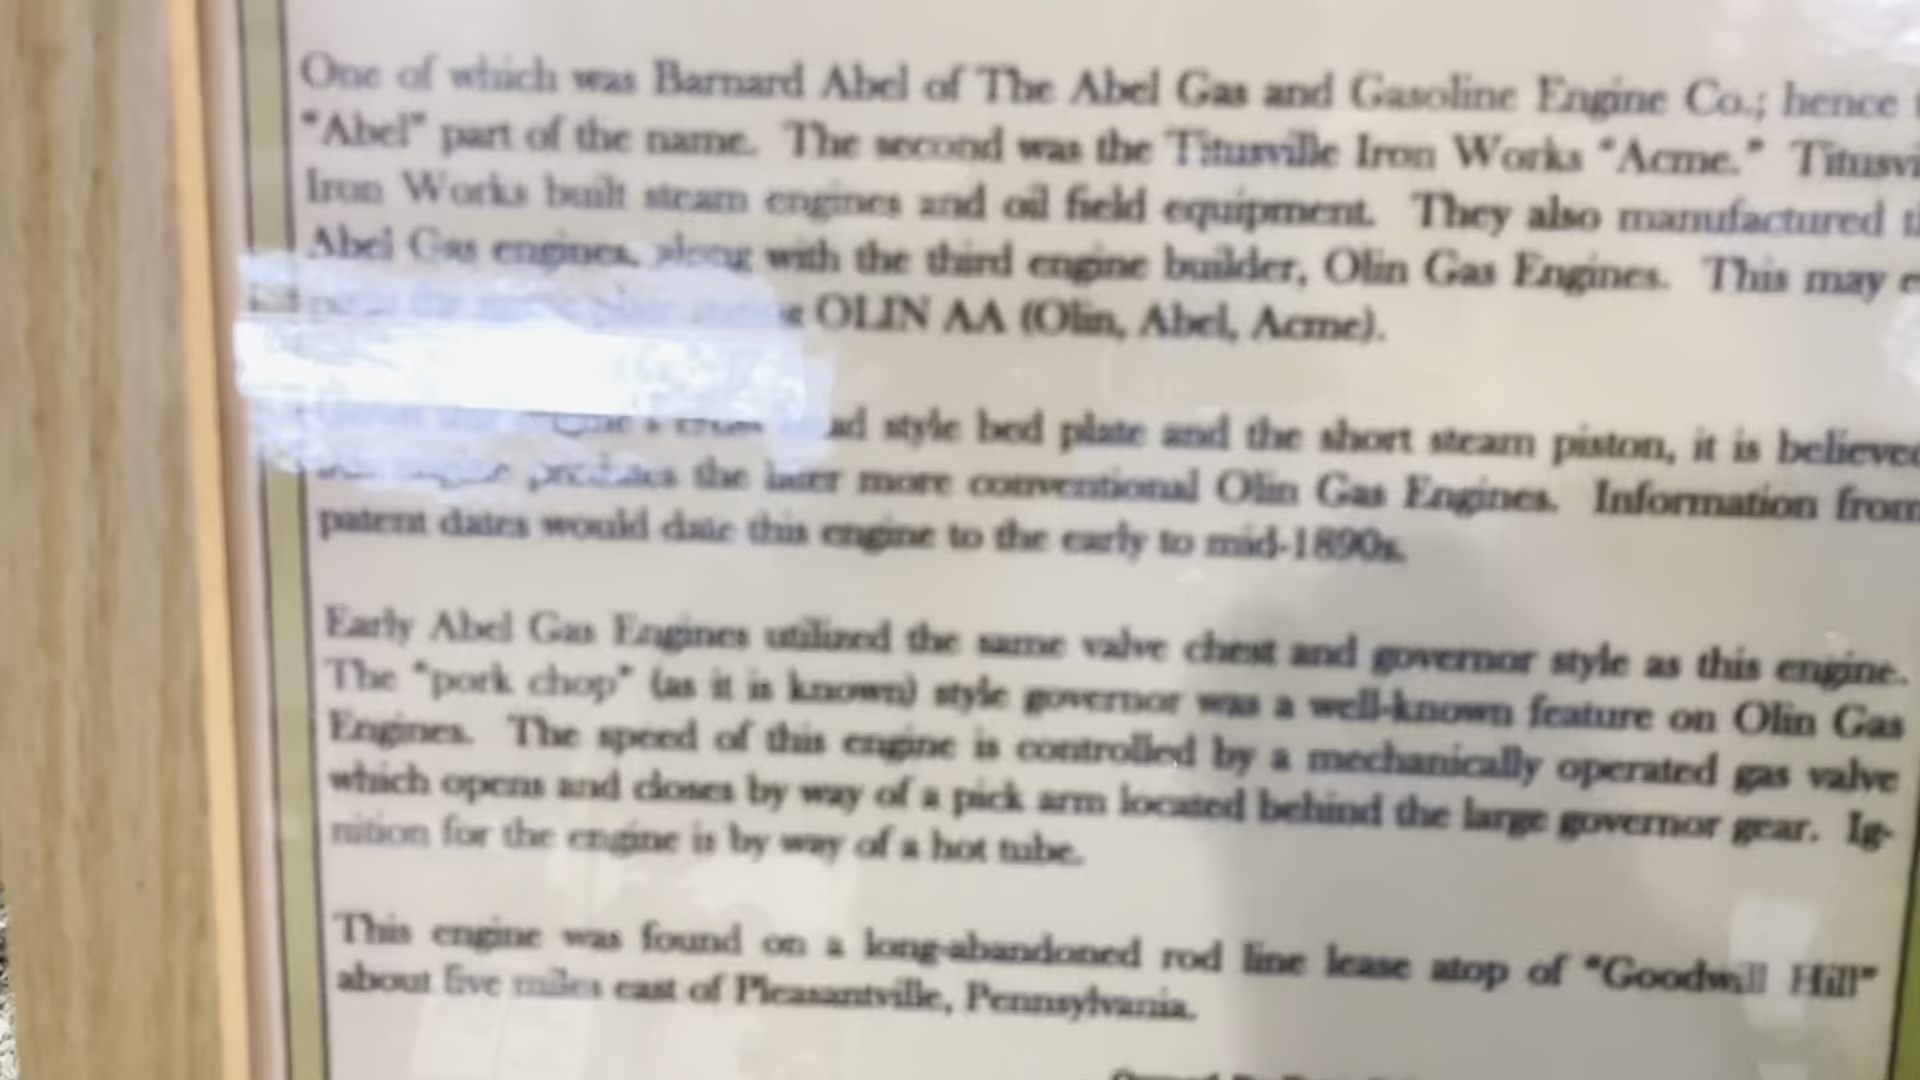 One of which was Barnard Abel of The Abel Gas and Gasoline Engine Co.; hence
"Abel" part of the name. The second was the Titusville Iron Works "Acme." Titusvi
Iron Works built steam engines and oil field equipment. They also manufactured
Abel Gas engines, along with the third engine builder, Olin Gas Engines. This may
OLIN AA (Olin, Abel, Acme).
style bed plate and the short steam piston, it is believed
predates the later more conventional Olin Gas Engines. Information from
patent dates would date this engine to the early to mid-1890s.
Early Abel Gas Engines utilized the same valve chest and governor style as this engine.
The "pork chop" (as it is known) style governor was a well-known feature on Olin Gas
Engines. The speed of this engine is controlled by a mechanically operated gas valve
which opens and closes by way of a pick arm located behind the large governor gear. Ig-
nition for the engine is by way of a hot tube.
This engine was found on a long-abandoned rod line lease atop of "Goodwill Hill"
about five miles east of Pleasantville, Pennsylvania.